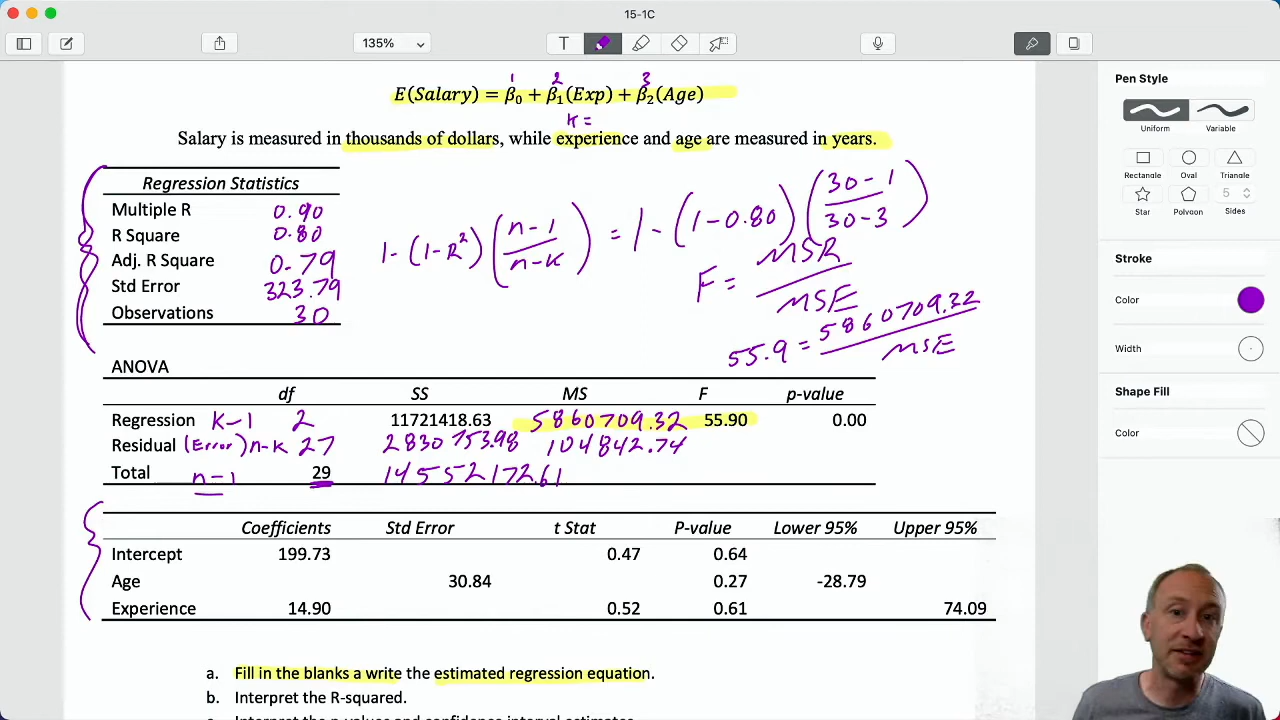 15-1C
135%
T
Pen Style
Uniform
Variable
Rectangle
Oval
Triangle
Star
Polygon
5
Sides
Stroke
Color
Width
Shape Fill
Color
1 2 3
E(Salary) = β₀ + β₁(Exp) + β₂(Age)
K =
Salary is measured in thousands of dollars, while experience and age are measured in years.
Regression Statistics
Multiple R 0.90
R Square 0.80
Adj. R Square 0.79
Std Error 323.79
Observations 30
1-(1-R²)(n-1/n-k) = 1-(1-0.80)(30-1/30-3)
F = MSR/MSE
55.9 = 5860709.32/MSE
ANOVA
df SS MS F p-value
Regression K-1 2 11721418.63 5860709.32 55.90 0.00
Residual (Error) n-k 27 2830753.98 104842.74
Total n-1 29 14552172.61
Coefficients Std Error t Stat P-value Lower 95% Upper 95%
Intercept 199.73 0.47 0.64
Age 30.84 0.27 -28.79
Experience 14.90 0.52 0.61 74.09
a. Fill in the blanks a write the estimated regression equation.
b. Interpret the R-squared.
c. Interpret the p-values and confidence interval estimates.